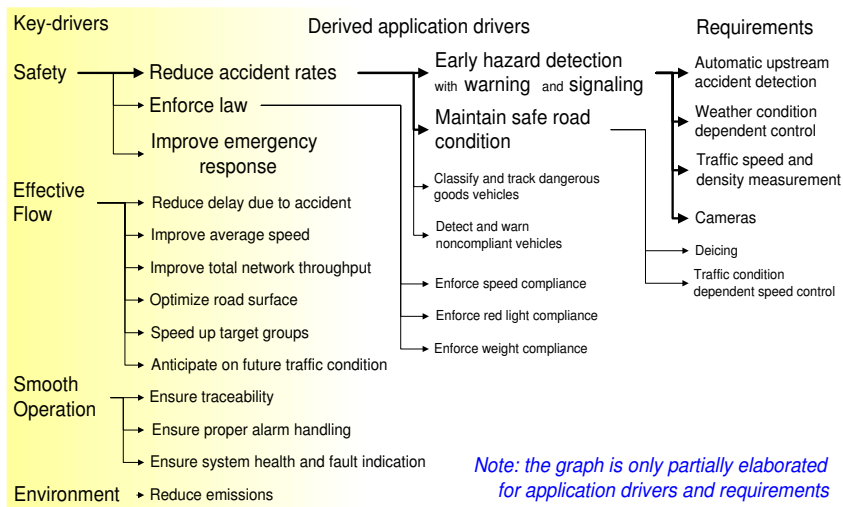 Key-drivers
Derived application drivers
Requirements
Safety
Reduce accident rates
Enforce law
Improve emergency
response
Effective
Flow
Reduce delay due to accident
Improve average speed
Improve total network throughput
Optimize road surface
Speed up target groups
Anticipate on future traffic condition
Smooth
Operation
Ensure traceability
Ensure proper alarm handling
Ensure system health and fault indication
Environment
Reduce emissions
Early hazard detection
with warning and signaling
Maintain safe road
condition
Classify and track dangerous
goods vehicles
Detect and warn
noncompliant vehicles
Enforce speed compliance
Enforce red light compliance
Enforce weight compliance
Automatic upstream
accident detection
Weather condition
dependent control
Traffic speed and
density measurement
Cameras
Deicing
Traffic condition
dependent speed control
Note: the graph is only partially elaborated
for application drivers and requirements